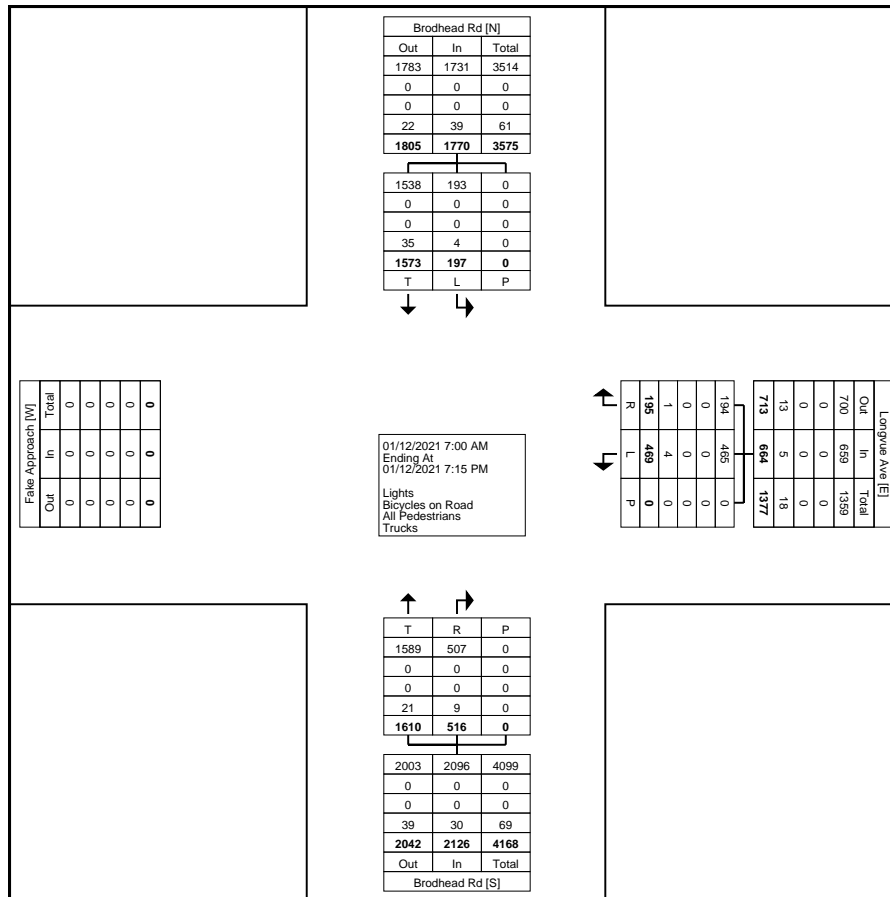 Brodhead Rd [N]
Out In Total
1783 1731 3514
0 0 0
0 0 0
22 39 61
1805 1770 3575
1538 193 0
0 0 0
0 0 0
35 4 0
1573 197 0
T L P
Fake Approach [W]
Total 0 0 0 0 0
In 0 0 0 0 0
Out 0 0 0 0 0
01/12/2021 7:00 AM
Ending At
01/12/2021 7:15 PM
Lights
Bicycles on Road
All Pedestrians
Trucks
R 195 1 0 0 194
L 469 4 0 0 465
P 0 0 0 0 0
Longvue Ave [E]
Out In Total
700 659 1359
0 0 0
0 0 0
13 5 18
713 664 1377
T R P
1589 507 0
0 0 0
0 0 0
21 9 0
1610 516 0
2003 2096 4099
0 0 0
0 0 0
39 30 69
2042 2126 4168
Out In Total
Brodhead Rd [S]